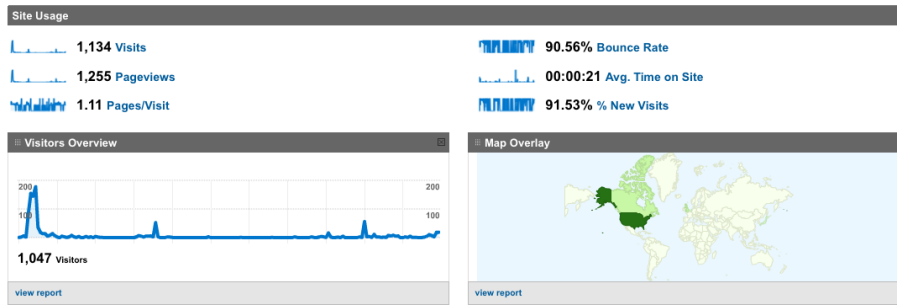 Site Usage
1,134 Visits
90.56% Bounce Rate
1,255 Pageviews
00:00:21 Avg. Time on Site
1.11 Pages/Visit
91.53% % New Visits
Visitors Overview
Map Overlay
200
200
100
100
1,047 Visitors
view report
view report